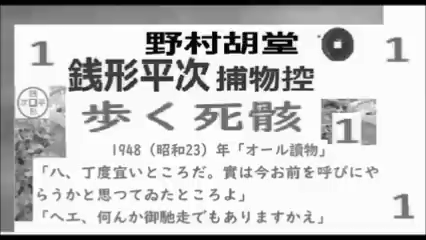 野村胡堂
1
1
銭形平次 捕物控
歩く死骸
1
1948（昭和23）年「オール讀物」
「ハ、丁度宜いところだ。實は今お前を呼びにや
らうかと思つてゐたところよ」
「ヘエ、何んか御馳走でもありますかえ」
1